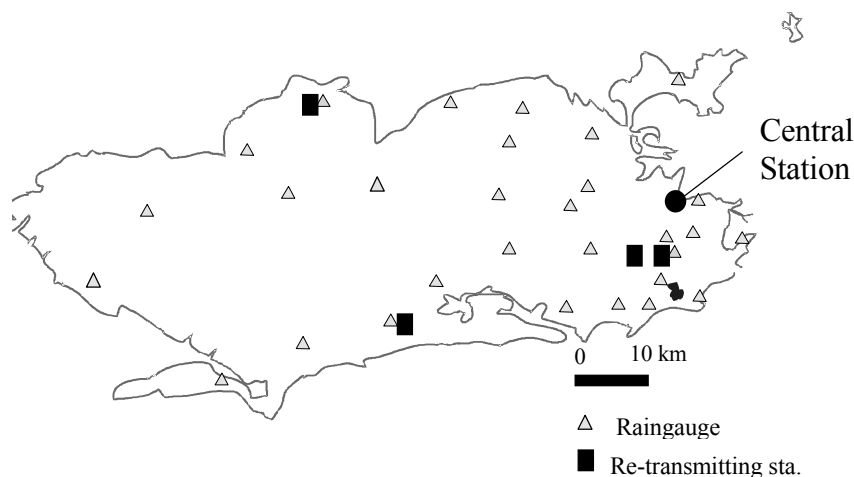 Central
Station
0 10 km
Raingauge
Re-transmitting sta.